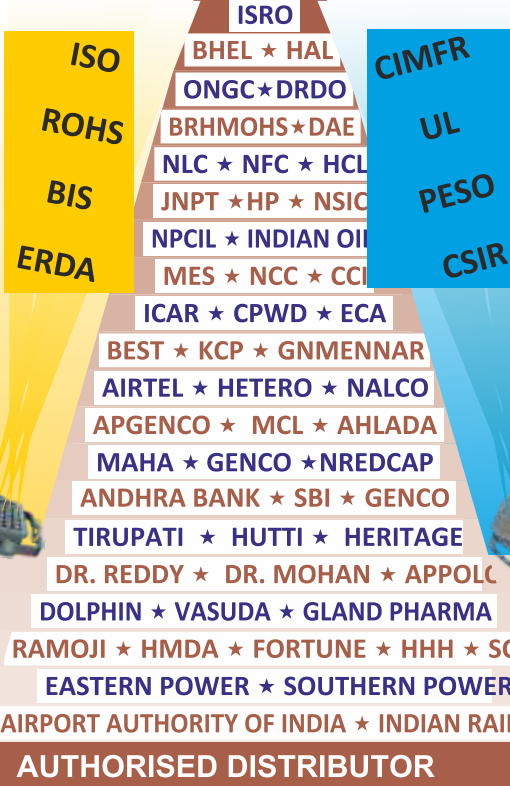 ISRO
BHEL ★ HAL
ONGC★DRDO
BRHMOHS★DAE
NLC ★ NFC ★ HCL
JNPT ★HP ★ NSIC
NPCIL ★ INDIAN
MES ★ NCC ★
ICAR ★ CPWD ★ ECA
BEST ★ KCP ★ GNMENNAR
AIRTEL ★ HETERO ★ NALCO
APGENCO ★ MCL ★ AHLADA
MAHA ★ GENCO ★NREDCAP
ANDHRA BANK ★ SBI ★ GENCO
TIRUPATI ★ HUTTI ★ HERITAGE
DR. REDDY ★ DR. MOHAN ★
DOLPHIN ★ VASUDA ★ GLAND PHARMA
RAMOJI ★ HMDA ★ FORTUNE ★ HHH ★
EASTERN POWER ★ SOUTHERN POWER
AIRPORT AUTHORITY OF INDIA ★ INDIAN
AUTHORISED DISTRIBUTOR
ISO
ROHS
BIS
ERDA
CIMFR
UL
PESO
CSIR